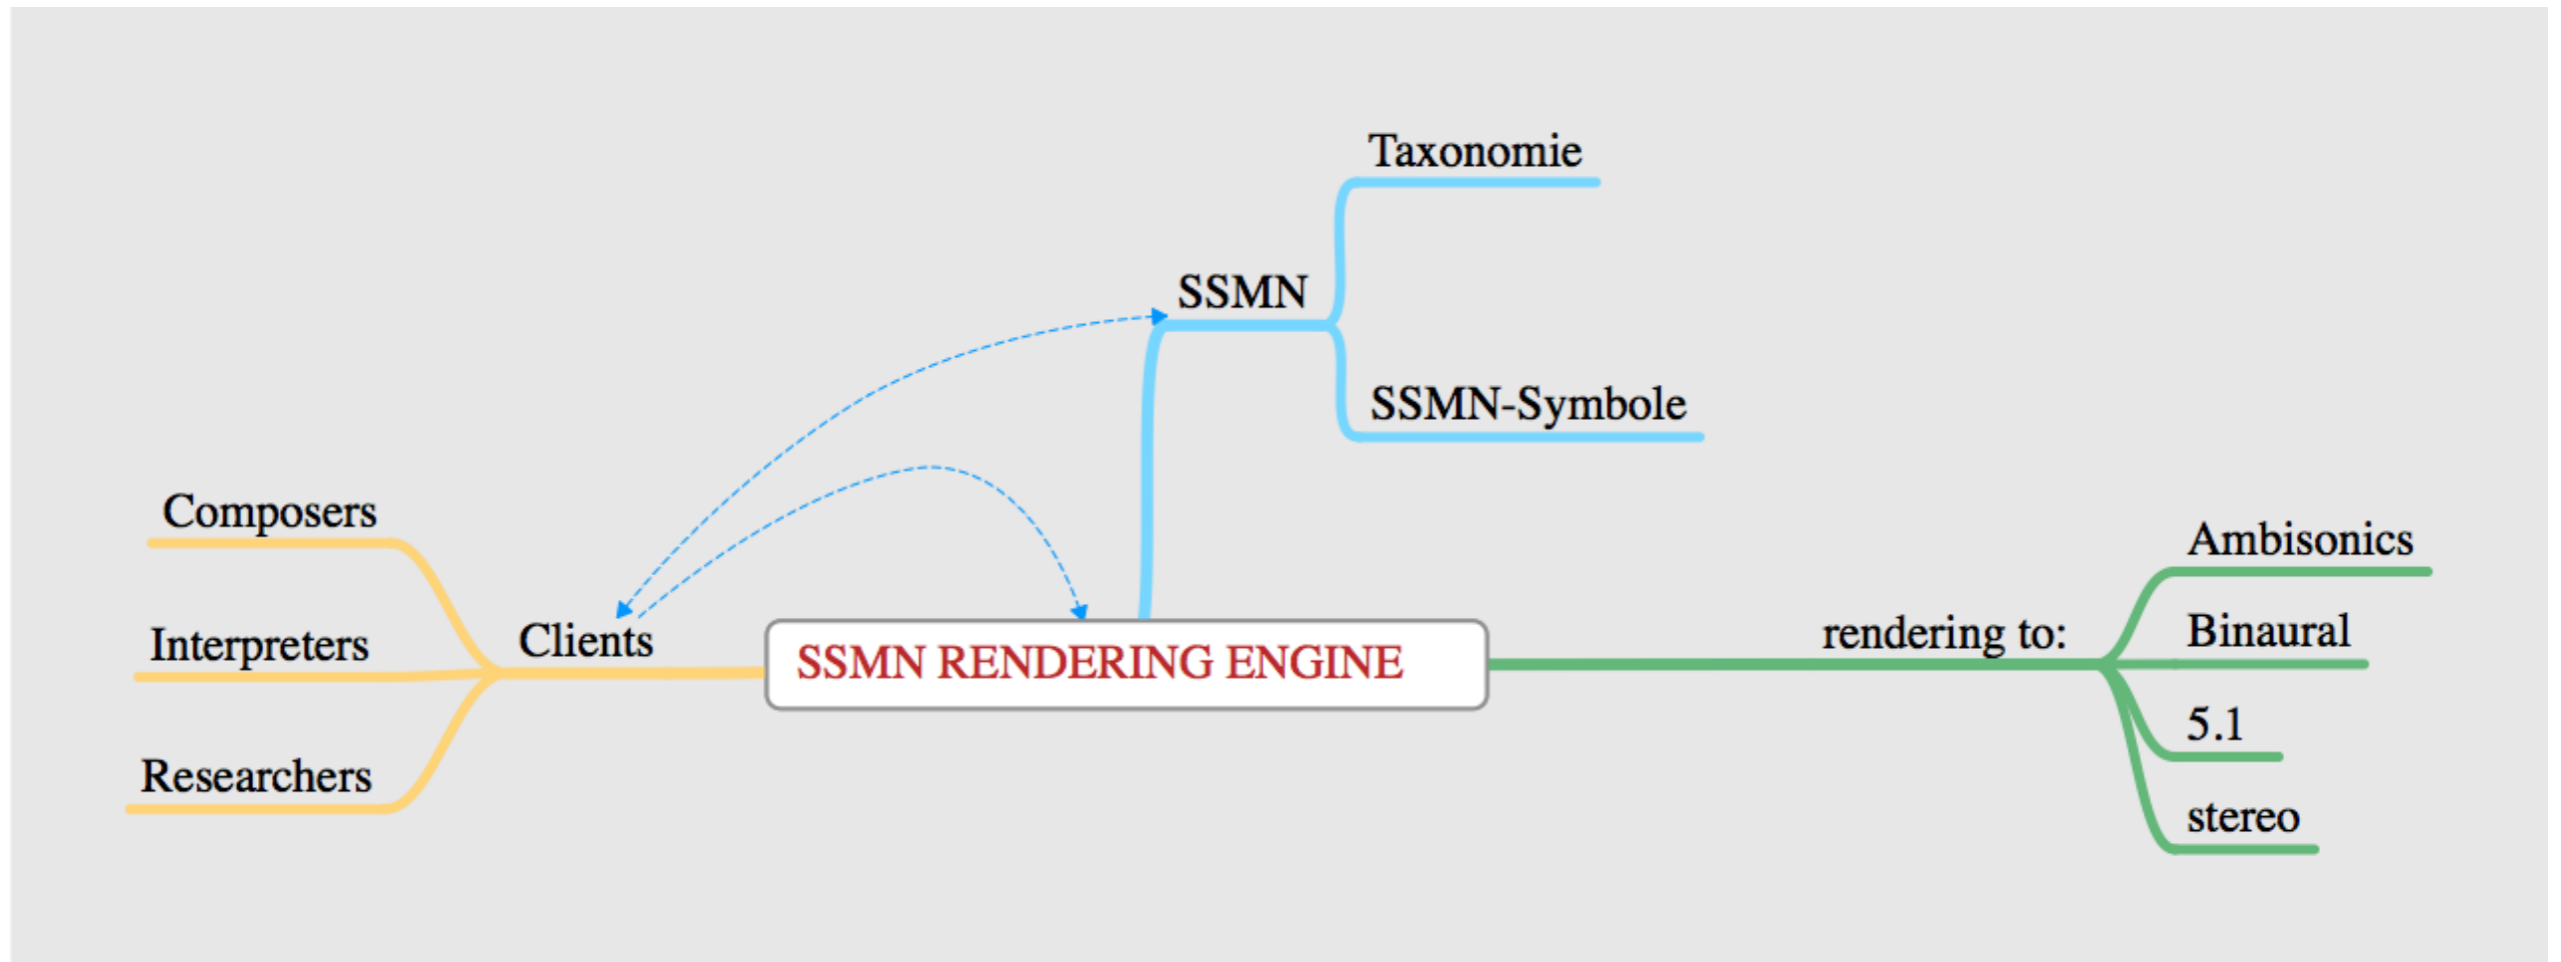 Taxonomie
SSMN
SSMN-Symbole
Composers
Interpreters
Researchers
Clients
SSMN RENDERING ENGINE
rendering to:
Ambisonics
Binaural
5.1
stereo